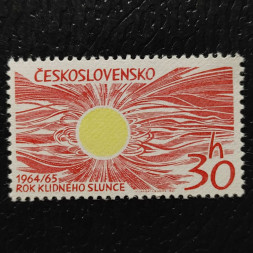 ČESKOSLOVENSKO
1964/65
ROK KLIDNÉHO SLUNCE
30 h